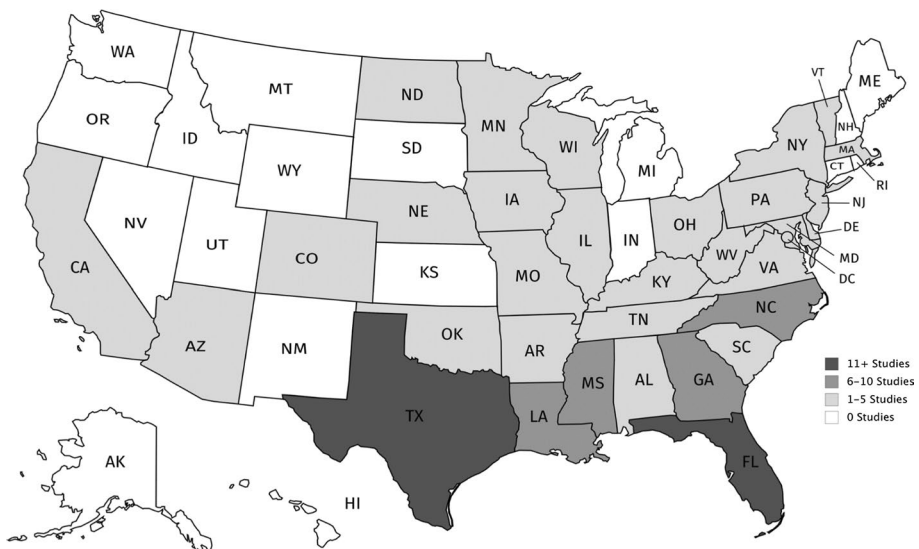 WA
MT
ND
MN
VT
ME
OR
ID
SD
WI
NY
NH
MA
CT
WY
MI
RI
NE
IA
PA
NJ
NV
UT
CO
IL
IN
OH
DE
CA
KS
MO
WV
VA
MD
KY
DC
AZ
NM
OK
TN
NC
AR
SC
MS
AL
GA
TX
LA
FL
AK
HI
11+ Studies
6–10 Studies
1–5 Studies
0 Studies